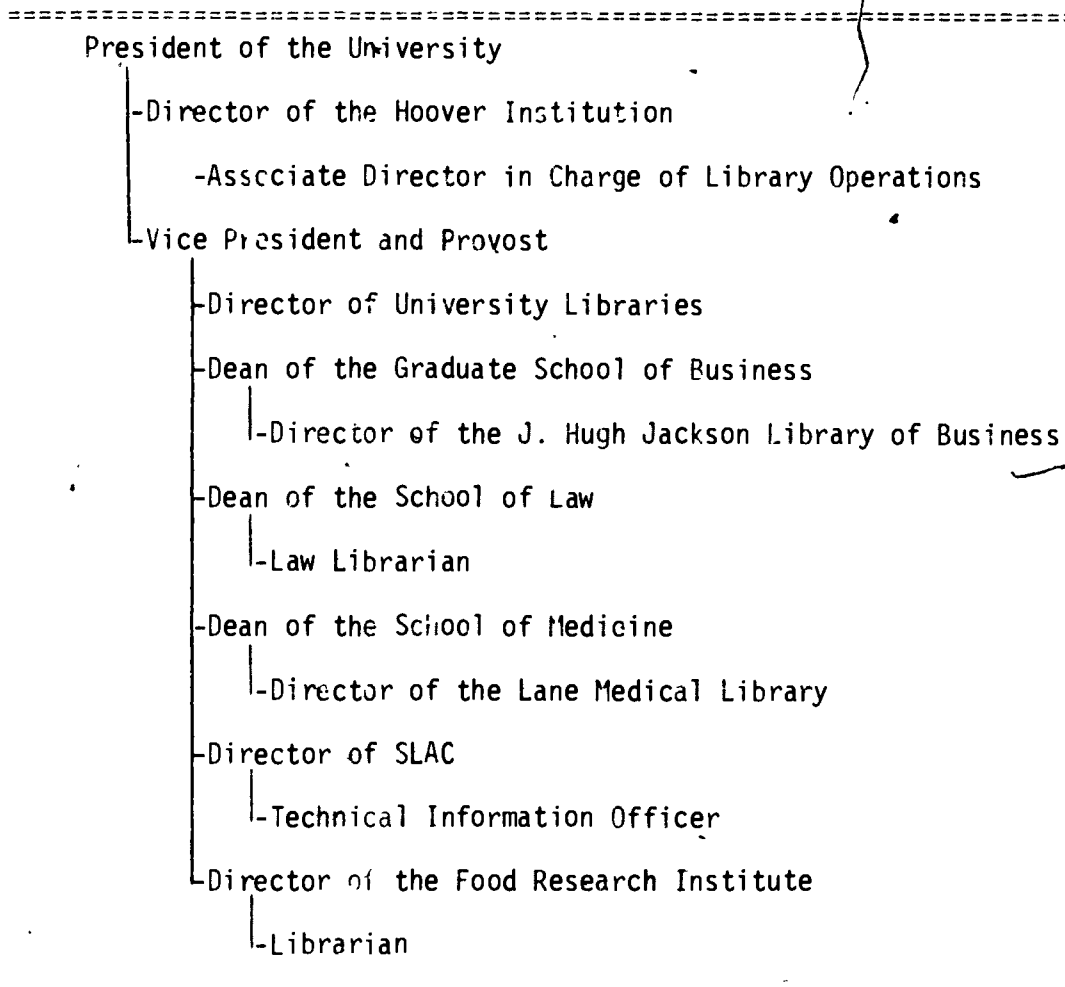 President of the University
-Director of the Hoover Institution
-Associate Director in Charge of Library Operations
-Vice President and Provost
-Director of University Libraries
-Dean of the Graduate School of Business
-Director of the J. Hugh Jackson Library of Business
-Dean of the School of Law
-Law Librarian
-Dean of the School of Medicine
-Director of the Lane Medical Library
-Director of SLAC
-Technical Information Officer
-Director of the Food Research Institute
-Librarian